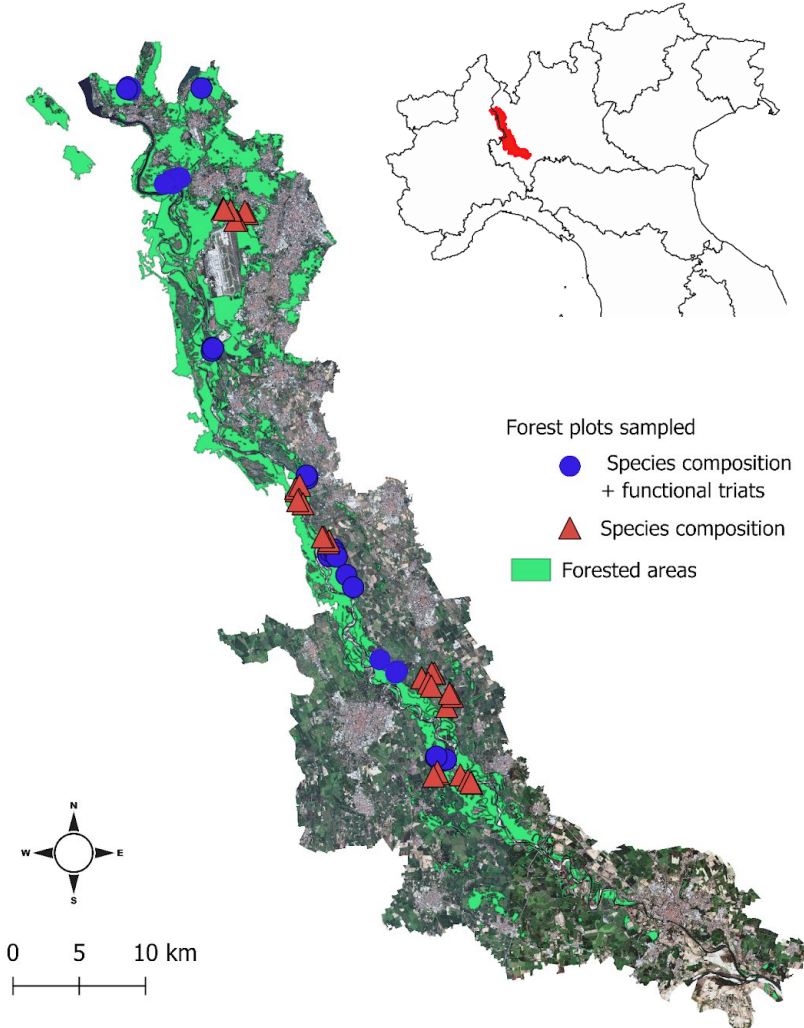 Forest plots sampled
Species composition
+ functional triats
Species composition
Forested areas
N
W E
S
0 5 10 km